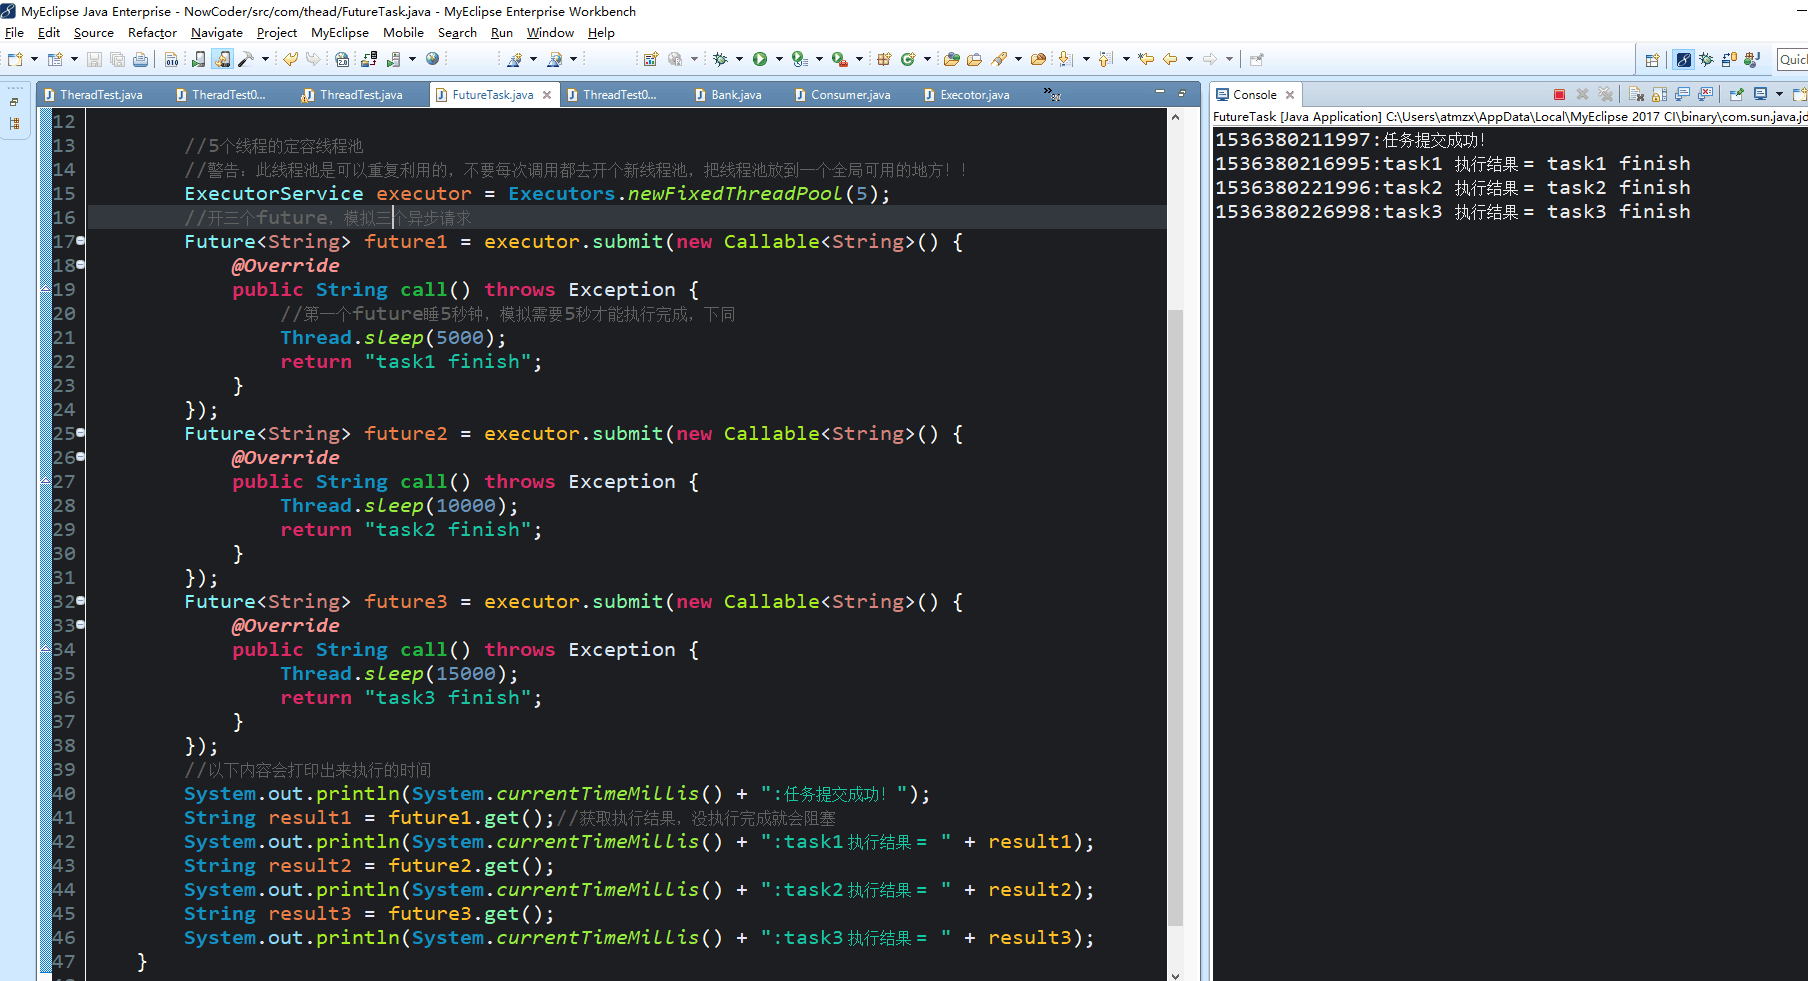 MyEclipse Java Enterprise - NowCoder/src/com/thead/FutureTask.java - MyEclipse Enterprise Workbench
File Edit Source Refactor Navigate Project MyEclipse Mobile Search Run Window Help
Quic
TheradTest.java TheradTest0... ThreadTest.java FutureTask.java ThreadTest0... Bank.java Consumer.java Executor.java
12
13 //5个线程的定容线程池
14 //警告：此线程池是可以重复利用的，不要每次调用都去开个新线程池，把线程池放到一个全局可用的地方！！
15 ExecutorService executor = Executors.newFixedThreadPool(5);
16 //开三个future，模拟三个异步请求
17 Future<String> future1 = executor.submit(new Callable<String>() {
18 @Override
19 public String call() throws Exception {
20 //第一个future睡5秒钟，模拟需要5秒才能执行完成，下同
21 Thread.sleep(5000);
22 return "task1 finish";
23 }
24 });
25 Future<String> future2 = executor.submit(new Callable<String>() {
26 @Override
27 public String call() throws Exception {
28 Thread.sleep(10000);
29 return "task2 finish";
30 }
31 });
32 Future<String> future3 = executor.submit(new Callable<String>() {
33 @Override
34 public String call() throws Exception {
35 Thread.sleep(15000);
36 return "task3 finish";
37 }
38 });
39 //以下内容会打印出来执行的时间
40 System.out.println(System.currentTimeMillis() + ":任务提交成功！");
41 String result1 = future1.get();//获取执行结果，没执行完成就会阻塞
42 System.out.println(System.currentTimeMillis() + ":task1执行结果= " + result1);
43 String result2 = future2.get();
44 System.out.println(System.currentTimeMillis() + ":task2执行结果= " + result2);
45 String result3 = future3.get();
46 System.out.println(System.currentTimeMillis() + ":task3执行结果= " + result3);
47 }
Console
FutureTask [Java Application] C:\Users\atmzx\AppData\Local\MyEclipse 2017 CI\binary\com.sun.java.jd
1536380211997:任务提交成功！
1536380216995:task1 执行结果= task1 finish
1536380221996:task2 执行结果= task2 finish
1536380226998:task3 执行结果= task3 finish